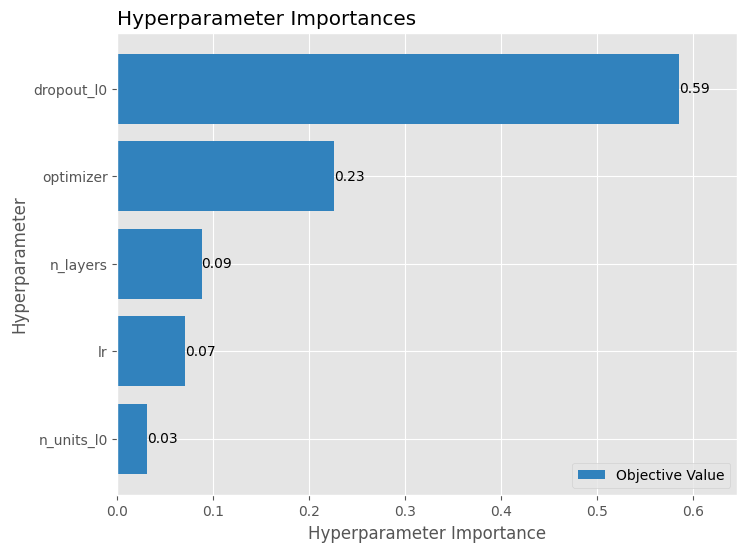 Hyperparameter Importances
Hyperparameter
dropout_l0
0.59
optimizer
0.23
n_layers
0.09
lr
0.07
n_units_l0
0.03
Objective Value
0.0 0.1 0.2 0.3 0.4 0.5 0.6
Hyperparameter Importance